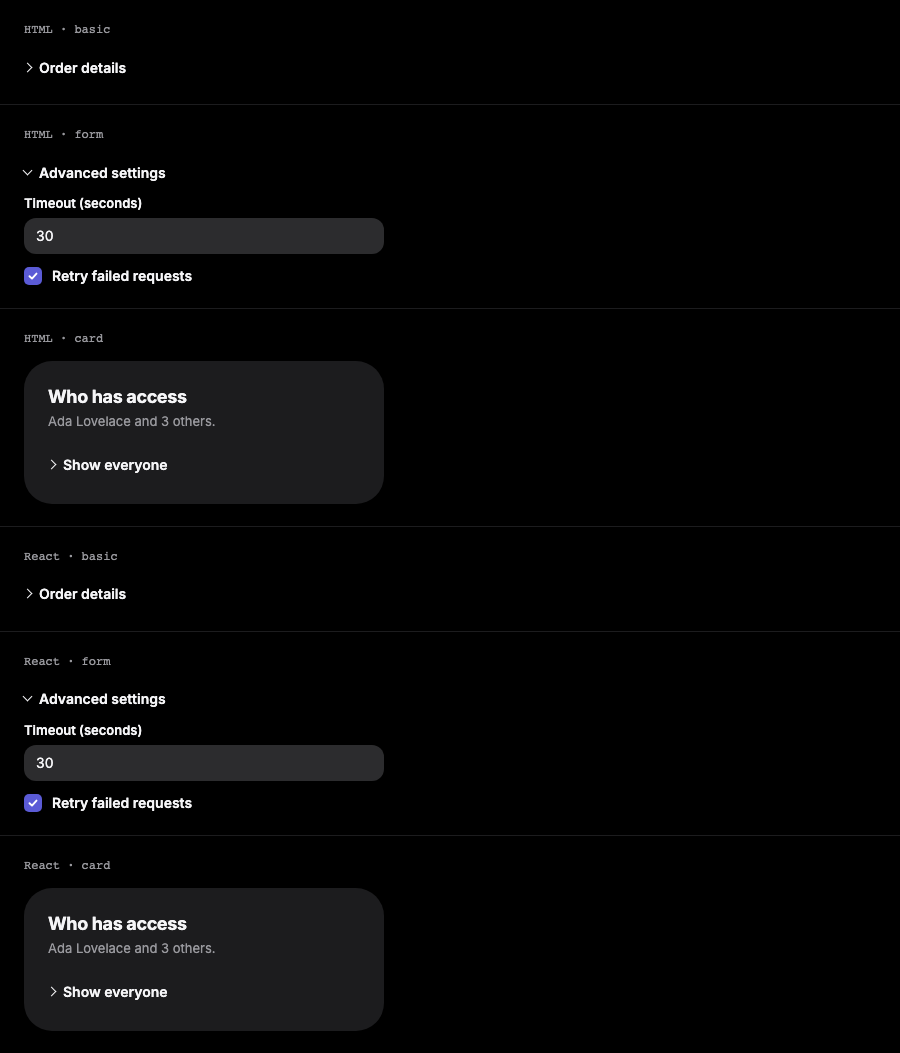 HTML · basic
Order details
HTML · form
Advanced settings
Timeout (seconds)
30
Retry failed requests
HTML · card
Who has access
Ada Lovelace and 3 others.
Show everyone
React · basic
Order details
React · form
Advanced settings
Timeout (seconds)
30
Retry failed requests
React · card
Who has access
Ada Lovelace and 3 others.
Show everyone